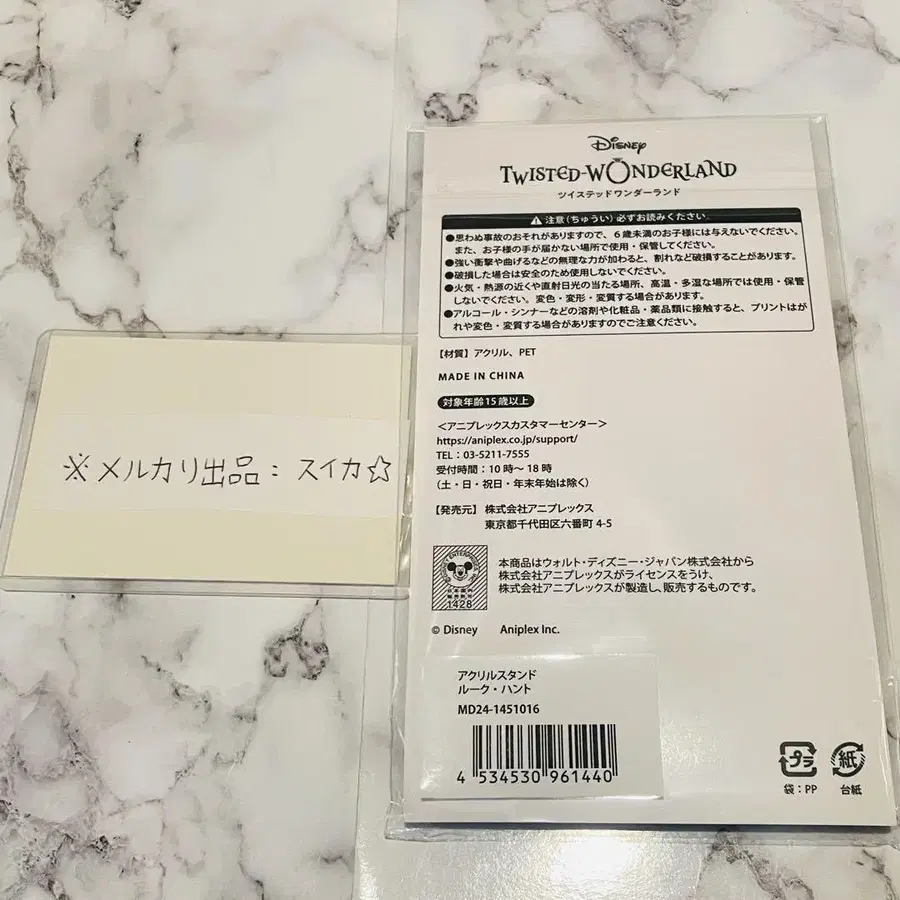 ※メルカリ出品：スイカ☆
Disney
TWISTED-WONDERLAND
ツイステッドワンダーランド
注意（ちゅうい）必ずお読みください。
●思わぬ事故のおそれがありますので、６歳未満のお子様には与えないでください。
また、お子様の手が届かない場所で使用・保管してください。
●強い衝撃や曲げるなどの無理な力が加わると、割れなど破損することがあります。
●破損した場合は安全のため使用しないでください。
●火気・熱源の近くや直射日光の当たる場所、高温・多湿な場所では使用・保管
しないでください。変色・変形・変質する場合があります。
●アルコール・シンナーなどの溶剤や化粧品・薬品類に接触すると、プリントはが
れや変色・変質する場合がありますのでご注意ください。
【材質】アクリル、PET
MADE IN CHINA
対象年齢15歳以上
＜アニプレックスカスタマーセンター＞
https://aniplex.co.jp/support/
TEL：03-5211-7555
受付時間：10時～18時
（土・日・祝日・年末年始は除く）
【発売元】株式会社アニプレックス
東京都千代田区六番町4-5
1428
本商品はウォルト・ディズニー・ジャパン株式会社から
株式会社アニプレックスがライセンスをうけ、
株式会社アニプレックスが製造し、販売するものです。
© Disney Aniplex Inc.
アクリルスタンド
ルーク・ハント
MD24-1451016
4 534530 961440
プラ 紙
袋：PP 台紙